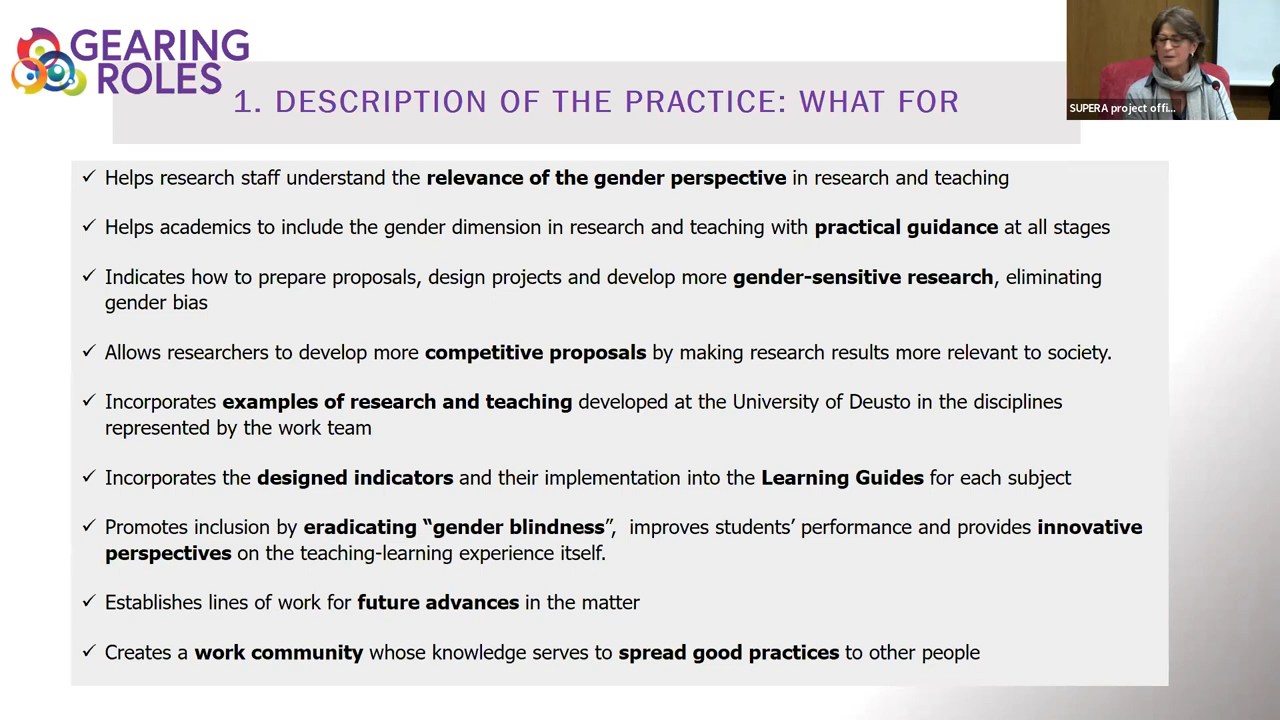 GEARING
ROLES
SUPERA project offi...
1. DESCRIPTION OF THE PRACTICE: WHAT FOR
✓ Helps research staff understand the relevance of the gender perspective in research and teaching
✓ Helps academics to include the gender dimension in research and teaching with practical guidance at all stages
✓ Indicates how to prepare proposals, design projects and develop more gender-sensitive research, eliminating
gender bias
✓ Allows researchers to develop more competitive proposals by making research results more relevant to society.
✓ Incorporates examples of research and teaching developed at the University of Deusto in the disciplines
represented by the work team
✓ Incorporates the designed indicators and their implementation into the Learning Guides for each subject
✓ Promotes inclusion by eradicating “gender blindness”, improves students’ performance and provides innovative
perspectives on the teaching-learning experience itself.
✓ Establishes lines of work for future advances in the matter
✓ Creates a work community whose knowledge serves to spread good practices to other people